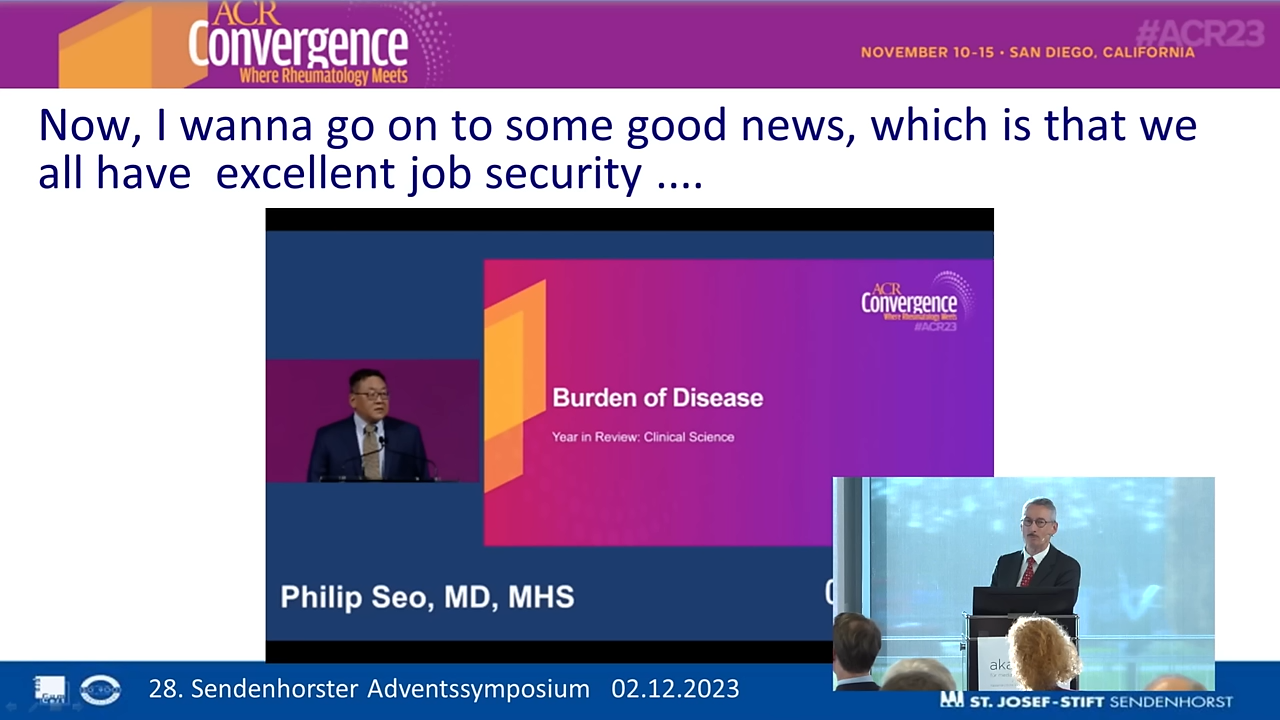 ACR
Convergence
Where Rheumatology Meets
#ACR23
NOVEMBER 10-15 • SAN DIEGO, CALIFORNIA
Now, I wanna go on to some good news, which is that we
all have  excellent job security ....
ACR
Convergence
Where Rheumatology Meets
#ACR23
Burden of Disease
Year in Review: Clinical Science
Philip Seo, MD, MHS
aka
28. Sendenhorster Adventssymposium   02.12.2023
ST. JOSEF-STIFT SENDENHORST